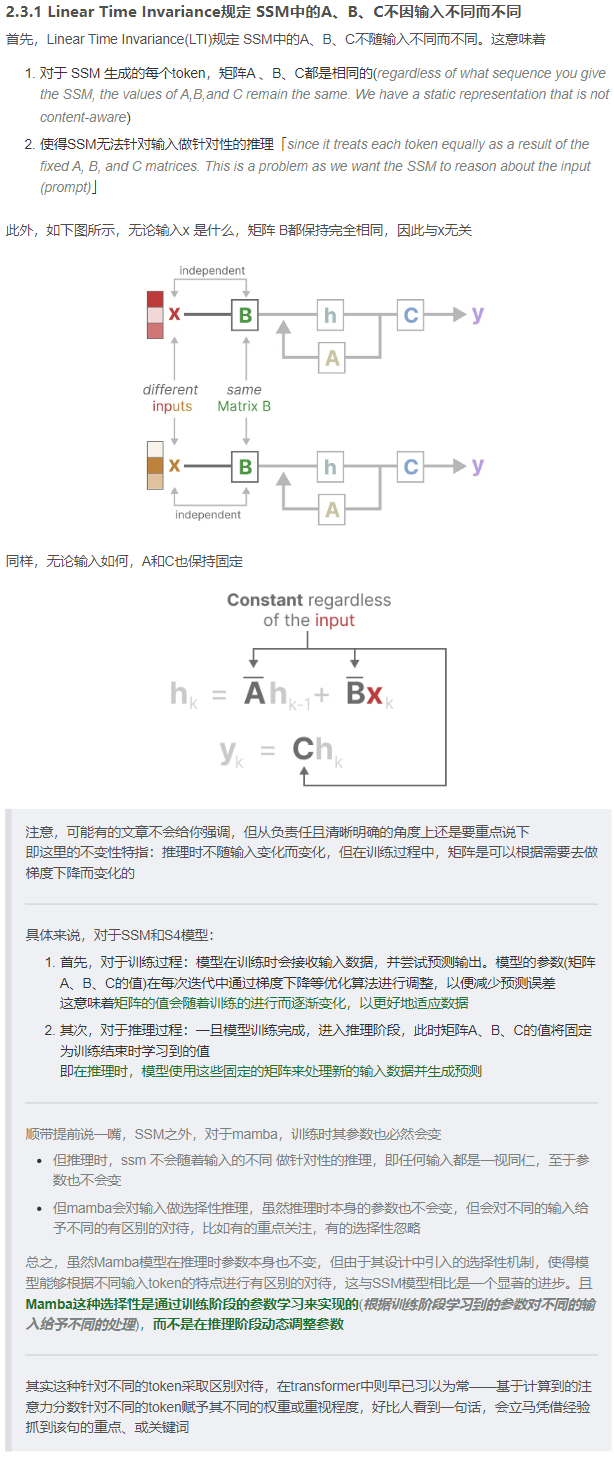 2.3.1 Linear Time Invariance规定 SSM中的A、B、C不因输入不同而不同
首先，Linear Time Invariance(LTI)规定 SSM中的A、B、C不随输入不同而不同。这意味着
1. 对于 SSM 生成的每个token，矩阵A 、B、C都是相同的(regardless of what sequence you give
the SSM, the values of A,B,and C remain the same. We have a static representation that is not
content-aware)
2. 使得SSM无法针对输入做针对性的推理「since it treats each token equally as a result of the
fixed A, B, and C matrices. This is a problem as we want the SSM to reason about the input
(prompt)」
此外，如下图所示，无论输入x 是什么，矩阵 B都保持完全相同，因此与x无关
independent
x B h C y
A
different same
inputs Matrix B
x B h C y
independent A
同样，无论输入如何，A和C也保持固定
Constant regardless
of the input
hk = Ahk-1+ Bxk
yk = Chk
注意，可能有的文章不会给你强调，但从负责任且清晰明确的角度上还是要重点说下
即这里的不变性特指：推理时不随输入变化而变化，但在训练过程中，矩阵是可以根据需要去做
梯度下降而变化的
具体来说，对于SSM和S4模型：
1. 首先，对于训练过程：模型在训练时会接收输入数据，并尝试预测输出。模型的参数(矩阵
A、B、C的值)在每次迭代中通过梯度下降等优化算法进行调整，以便减少预测误差
这意味着矩阵的值会随着训练的进行而逐渐变化，以更好地适应数据
2. 其次，对于推理过程：一旦模型训练完成，进入推理阶段，此时矩阵A、B、C的值将固定
为训练结束时学习到的值
即在推理时，模型使用这些固定的矩阵来处理新的输入数据并生成预测
顺带提前说一嘴，SSM之外，对于mamba，训练时其参数也必然会变
• 但推理时，ssm 不会随着输入的不同 做针对性的推理，即任何输入都是一视同仁，至于参
数也不会变
• 但mamba会对输入做选择性推理，虽然推理时本身的参数也不会变，但会对不同的输入给
予不同的有区别的对待，比如有的重点关注，有的选择性忽略
总之，虽然Mamba模型在推理时参数本身也不变，但由于其设计中引入的选择性机制，使得模
型能够根据不同输入token的特点进行有区别的对待，这与SSM模型相比是一个显著的进步。且
Mamba这种选择性是通过训练阶段的参数学习来实现的(根据训练阶段学习到的参数对不同的输
入给予不同的处理)，而不是在推理阶段动态调整参数
其实这种针对不同的token采取区别对待，在transformer中则早已习以为常——基于计算到的注
意力分数针对不同的token赋予其不同的权重或重视程度，好比人看到一句话，会立马凭借经验
抓到该句的重点、或关键词